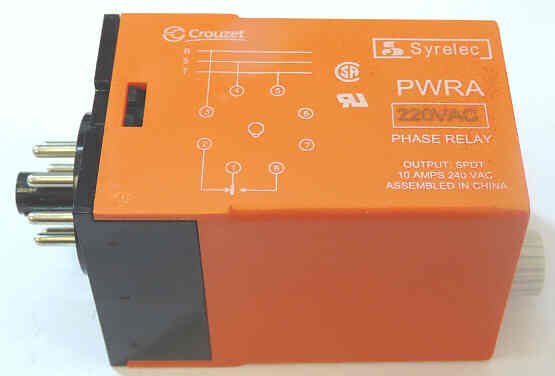 Crouzet
R
S
T
4
5
3
6
2
7
1
8
Syrelec
PWRA
220VAC
PHASE RELAY
OUTPUT: SPDT
10 AMPS 240 VAC
ASSEMBLED IN CHINA